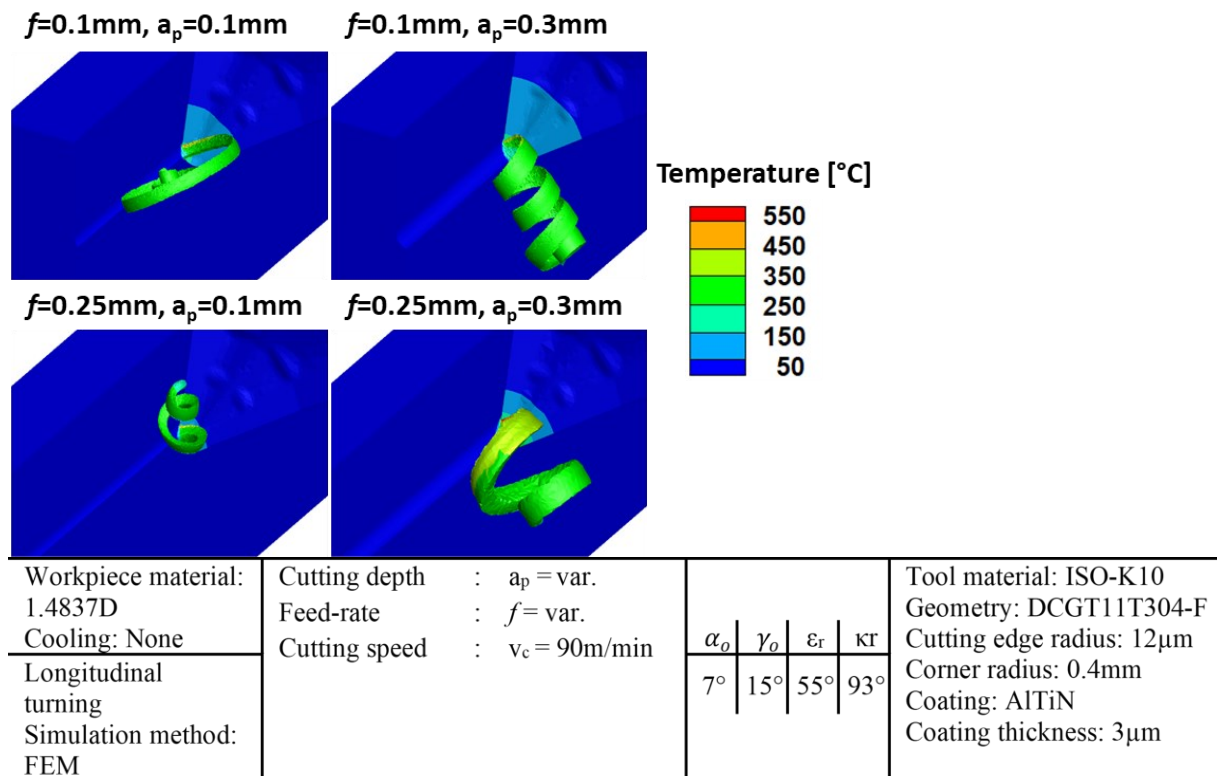 f=0.1mm, ap=0.1mm
f=0.1mm, ap=0.3mm
f=0.25mm, ap=0.1mm
f=0.25mm, ap=0.3mm
Temperature [°C]
550
450
350
250
150
50
Workpiece material:
1.4837D
Cooling: None
Longitudinal
turning
Simulation method:
FEM
Cutting depth : ap = var.
Feed-rate : f = var.
Cutting speed : vc = 90m/min
αo γo εr κr
7° 15° 55° 93°
Tool material: ISO-K10
Geometry: DCGT11T304-F
Cutting edge radius: 12µm
Corner radius: 0.4mm
Coating: AlTiN
Coating thickness: 3µm